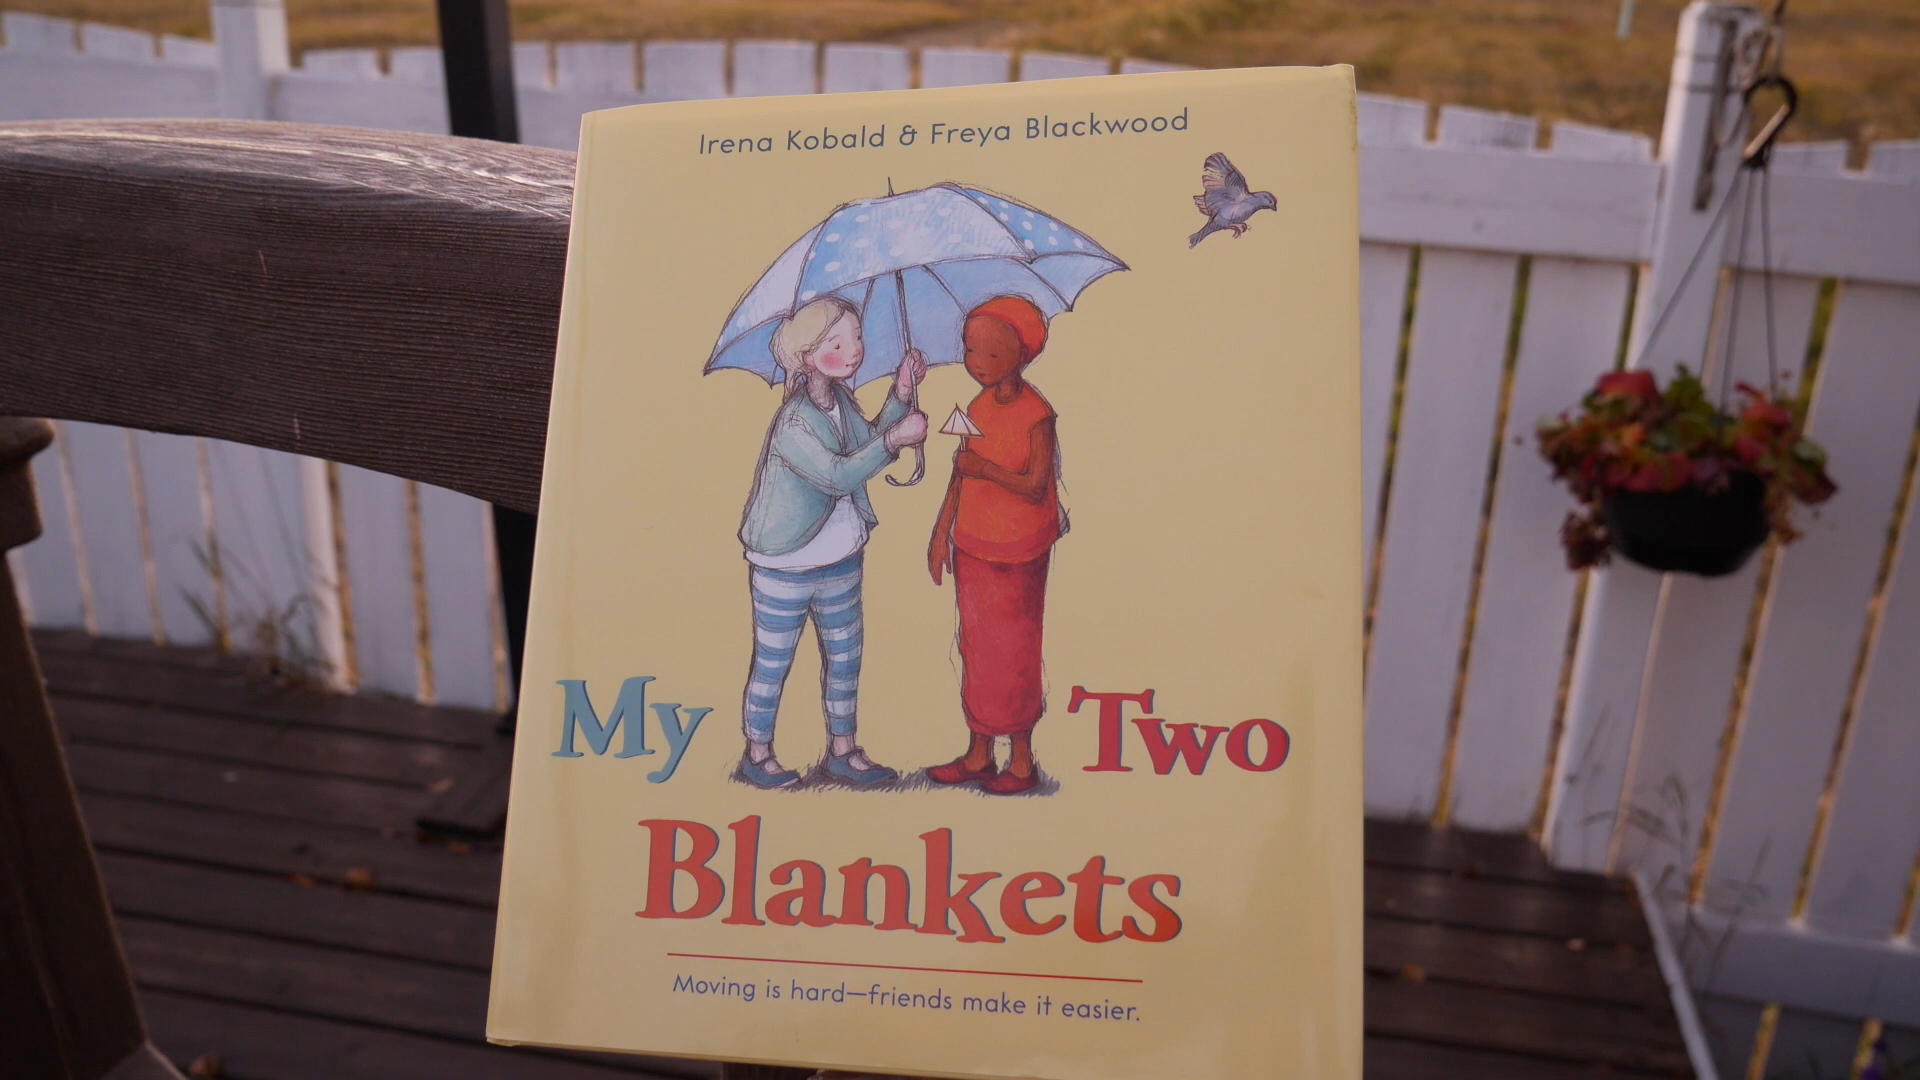 Irena Kobald & Freya Blackwood
My Two
Blankets
Moving is hard—friends make it easier.